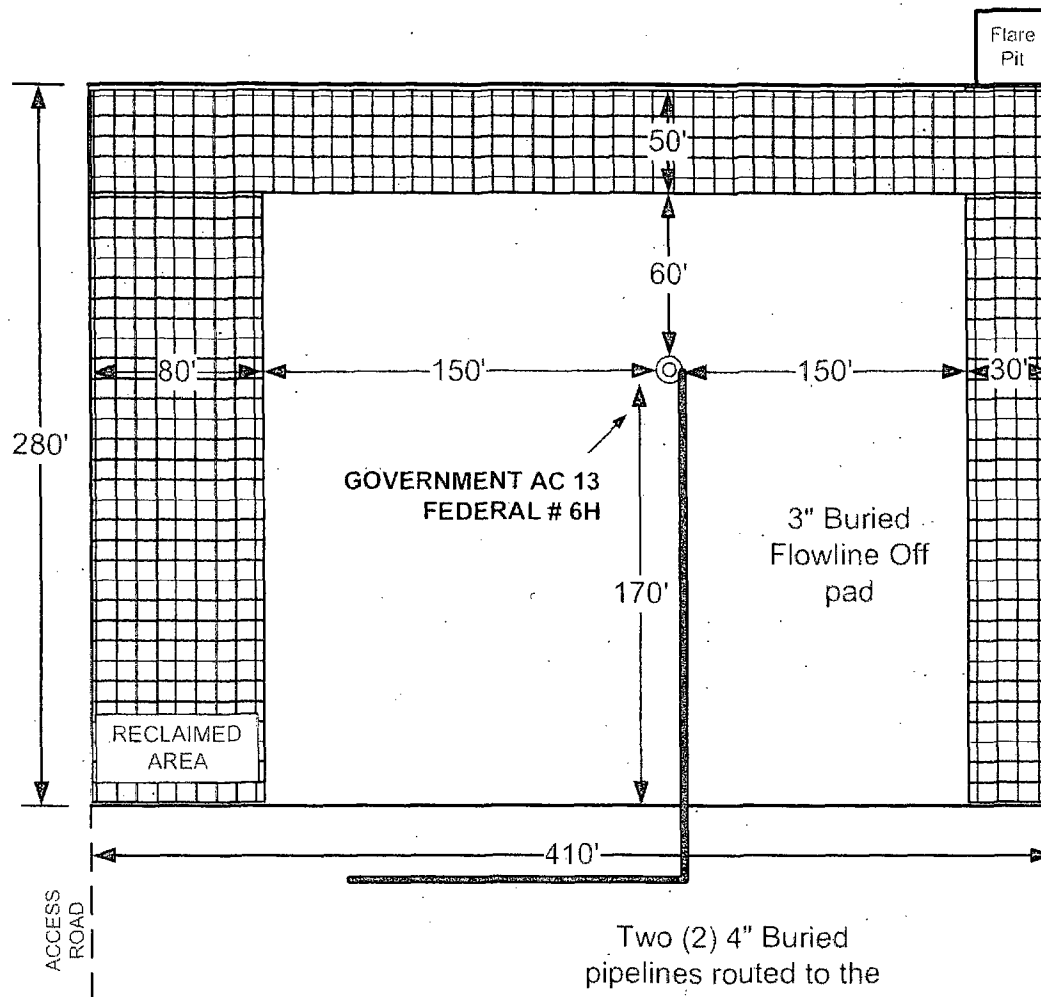 Flare
Pit
50'
60'
80'
150'
150'
30'
280'
GOVERNMENT AC 13
FEDERAL # 6H
3" Buried
Flowline Off
pad
170'
RECLAIMED
AREA
410'
ACCESS
ROAD
Two (2) 4" Buried
pipelines routed to the